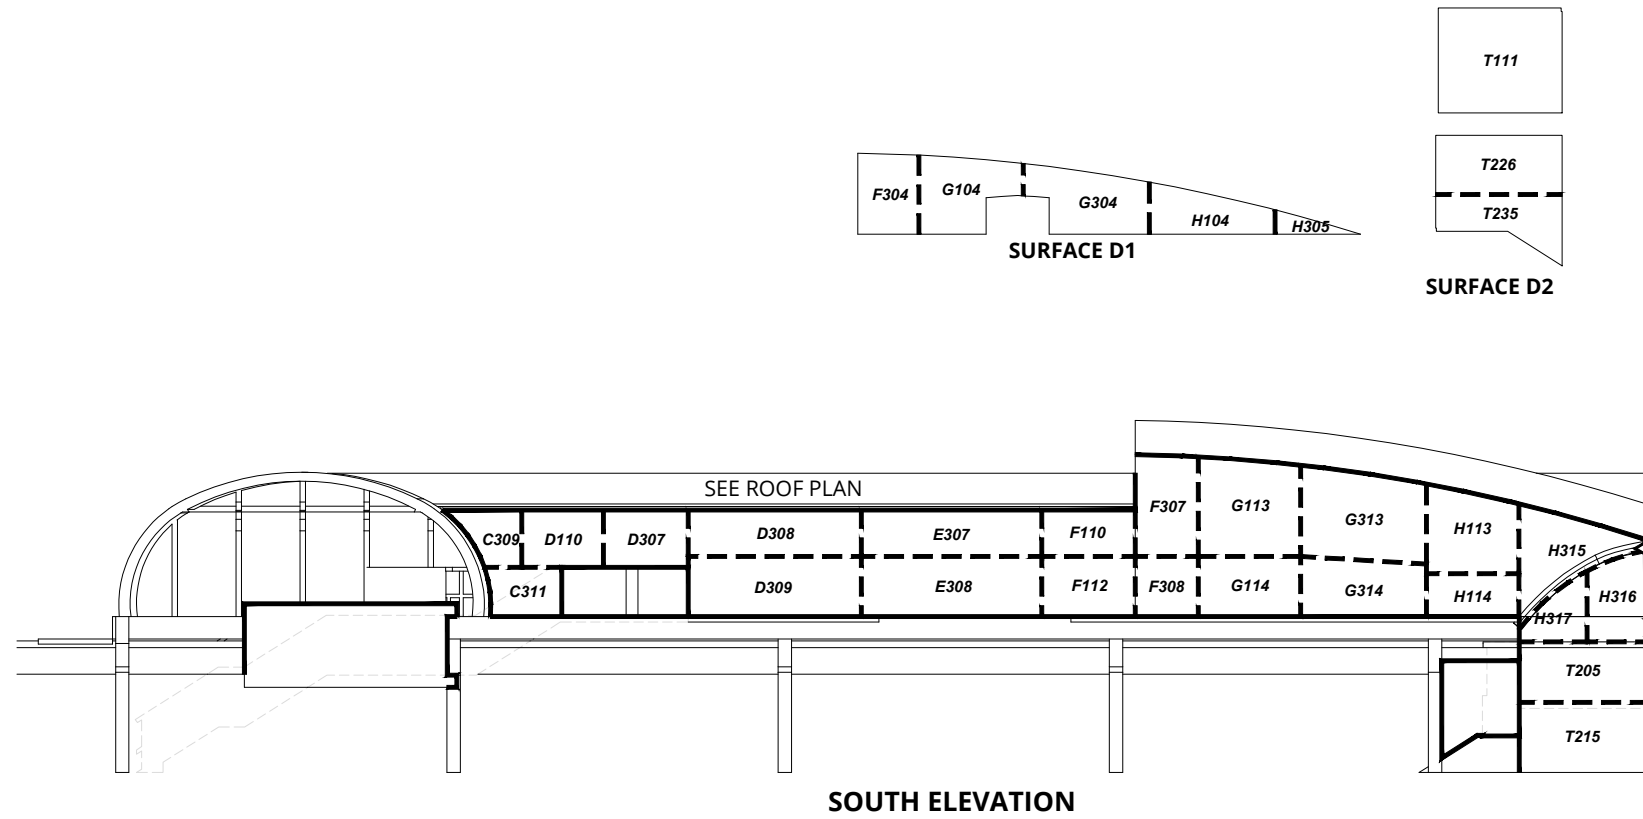 T111
T226
T235
SURFACE D2
F304
G104
G304
H104
H305
SURFACE D1
SEE ROOF PLAN
C309
D110
D307
D308
E307
F110
F307
G113
G313
H113
H315
C311
D309
E308
F112
F308
G114
G314
H114
H316
H317
T205
T215
SOUTH ELEVATION